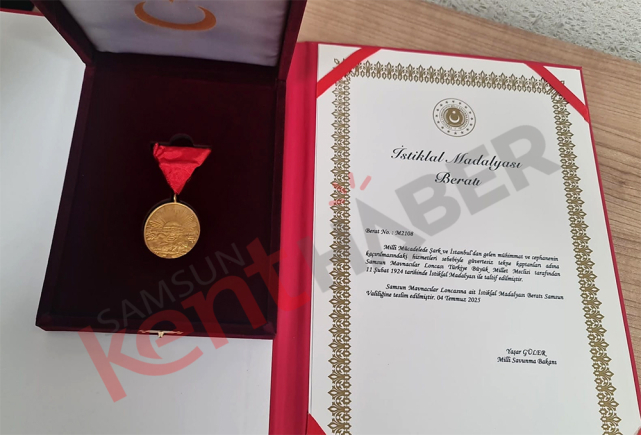 İstiklal Madalyası
Beratı
Berat No. : M2108
Milli Mücadelede Şark ve İstanbul'dan gelen mühimmat ve cephanenin
kaçırılmasındaki hizmetleri sebebiyle güvertesiz tekne kaptanları adına
Samsun Mavnacılar Loncası Türkiye Büyük Millet Meclisi tarafından
11 Şubat 1924 tarihinde İstiklal Madalyası ile taltif edilmiştir.
Samsun Mavnacılar Loncasına ait İstiklal Madalyası Beratı Samsun
Valiliğine teslim edilmiştir. 04 Temmuz 2025
Yaşar GÜLER
Milli Savunma Bakanı
SAMSUN
kentHABER